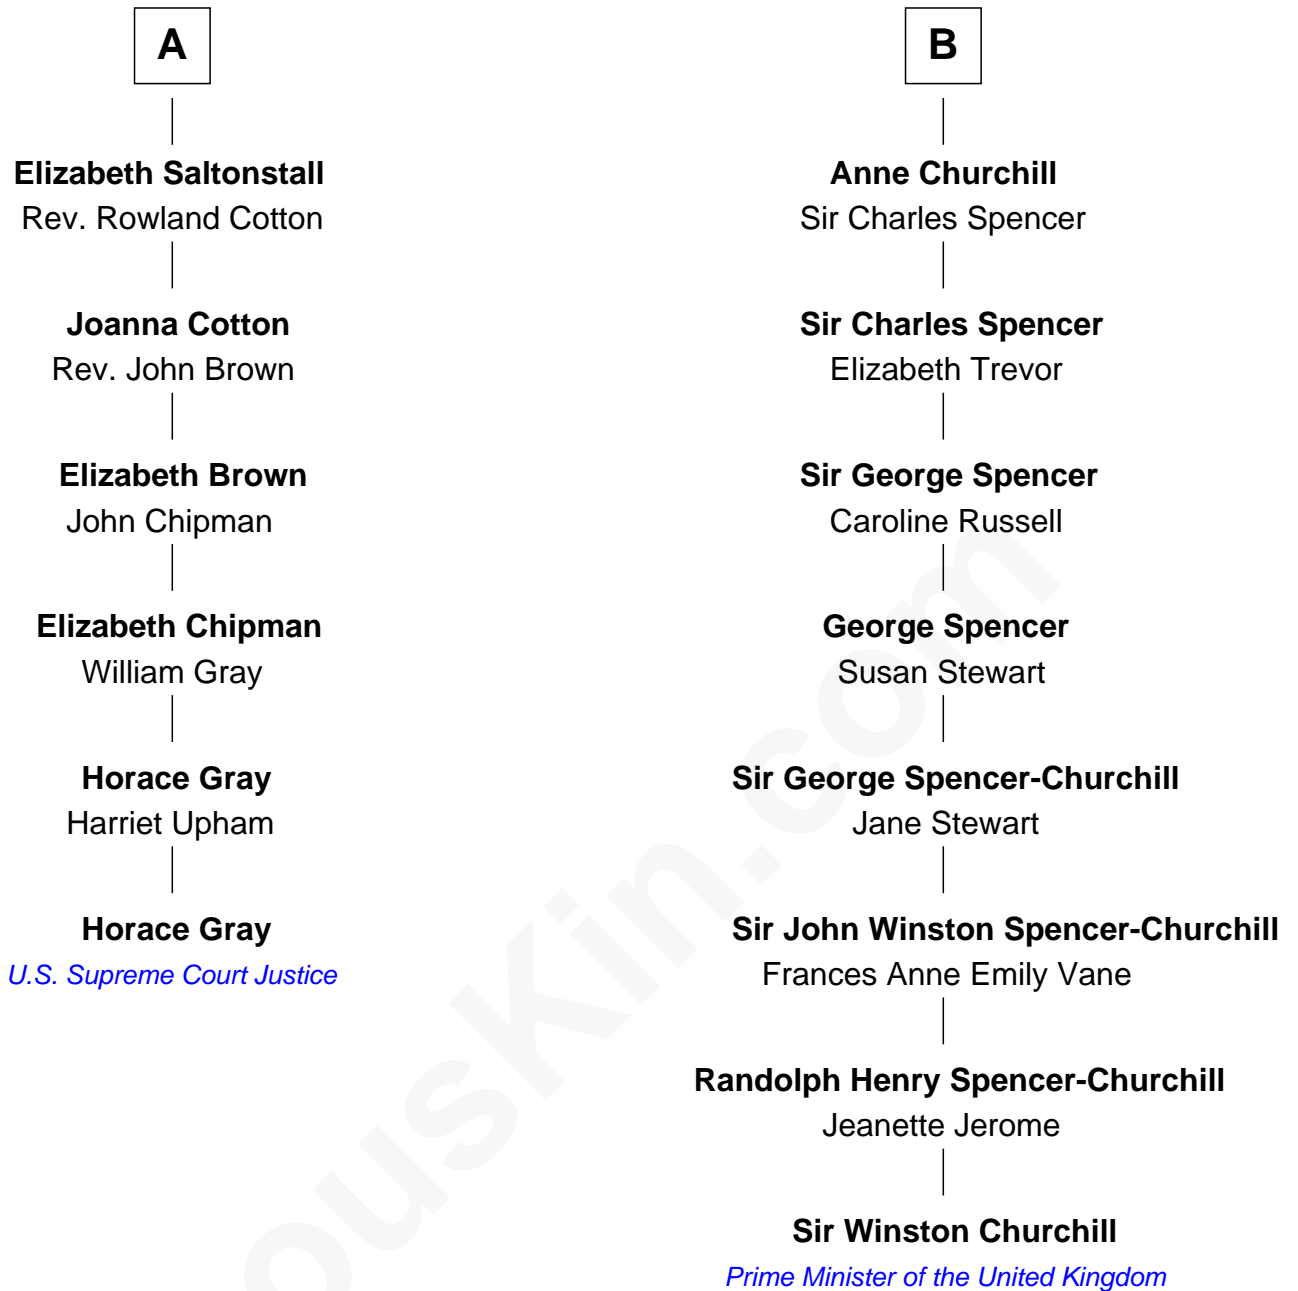 A
Elizabeth Saltonstall
Rev. Rowland Cotton
Joanna Cotton
Rev. John Brown
Elizabeth Brown
John Chipman
Elizabeth Chipman
William Gray
Horace Gray
Harriet Upham
Horace Gray
U.S. Supreme Court Justice
B
Anne Churchill
Sir Charles Spencer
Sir Charles Spencer
Elizabeth Trevor
Sir George Spencer
Caroline Russell
George Spencer
Susan Stewart
Sir George Spencer-Churchill
Jane Stewart
Sir John Winston Spencer-Churchill
Frances Anne Emily Vane
Randolph Henry Spencer-Churchill
Jeanette Jerome
Sir Winston Churchill
Prime Minister of the United Kingdom
ousKin.com